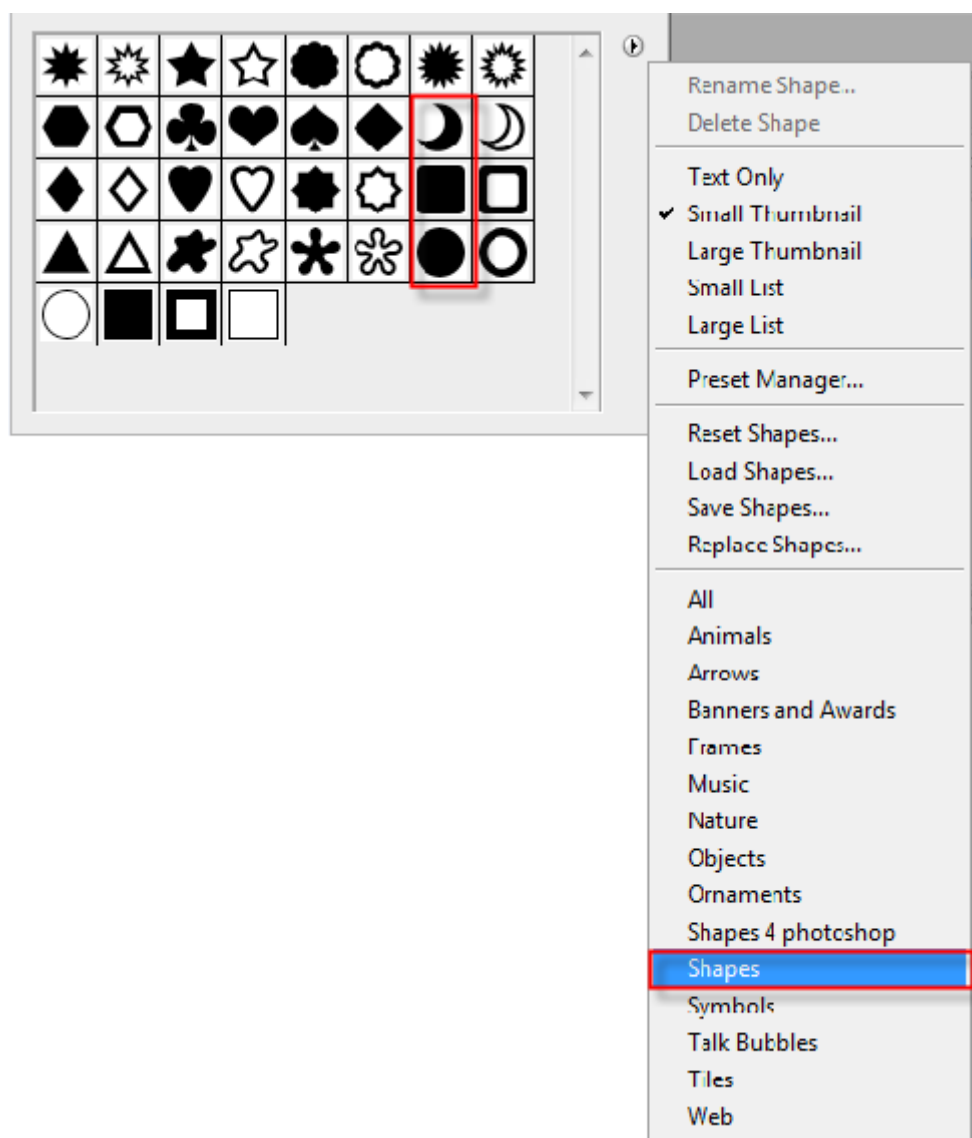 Rename Shape...
Delete Shape
Text Only
Small Thumbnail
Large Thumbnail
Small List
Large List
Preset Manager...
Reset Shapes...
Load Shapes...
Save Shapes...
Replace Shapes...
All
Animals
Arrows
Banners and Awards
Frames
Music
Nature
Objects
Ornaments
Shapes 4 photoshop
Shapes
Symbols
Talk Bubbles
Tiles
Web